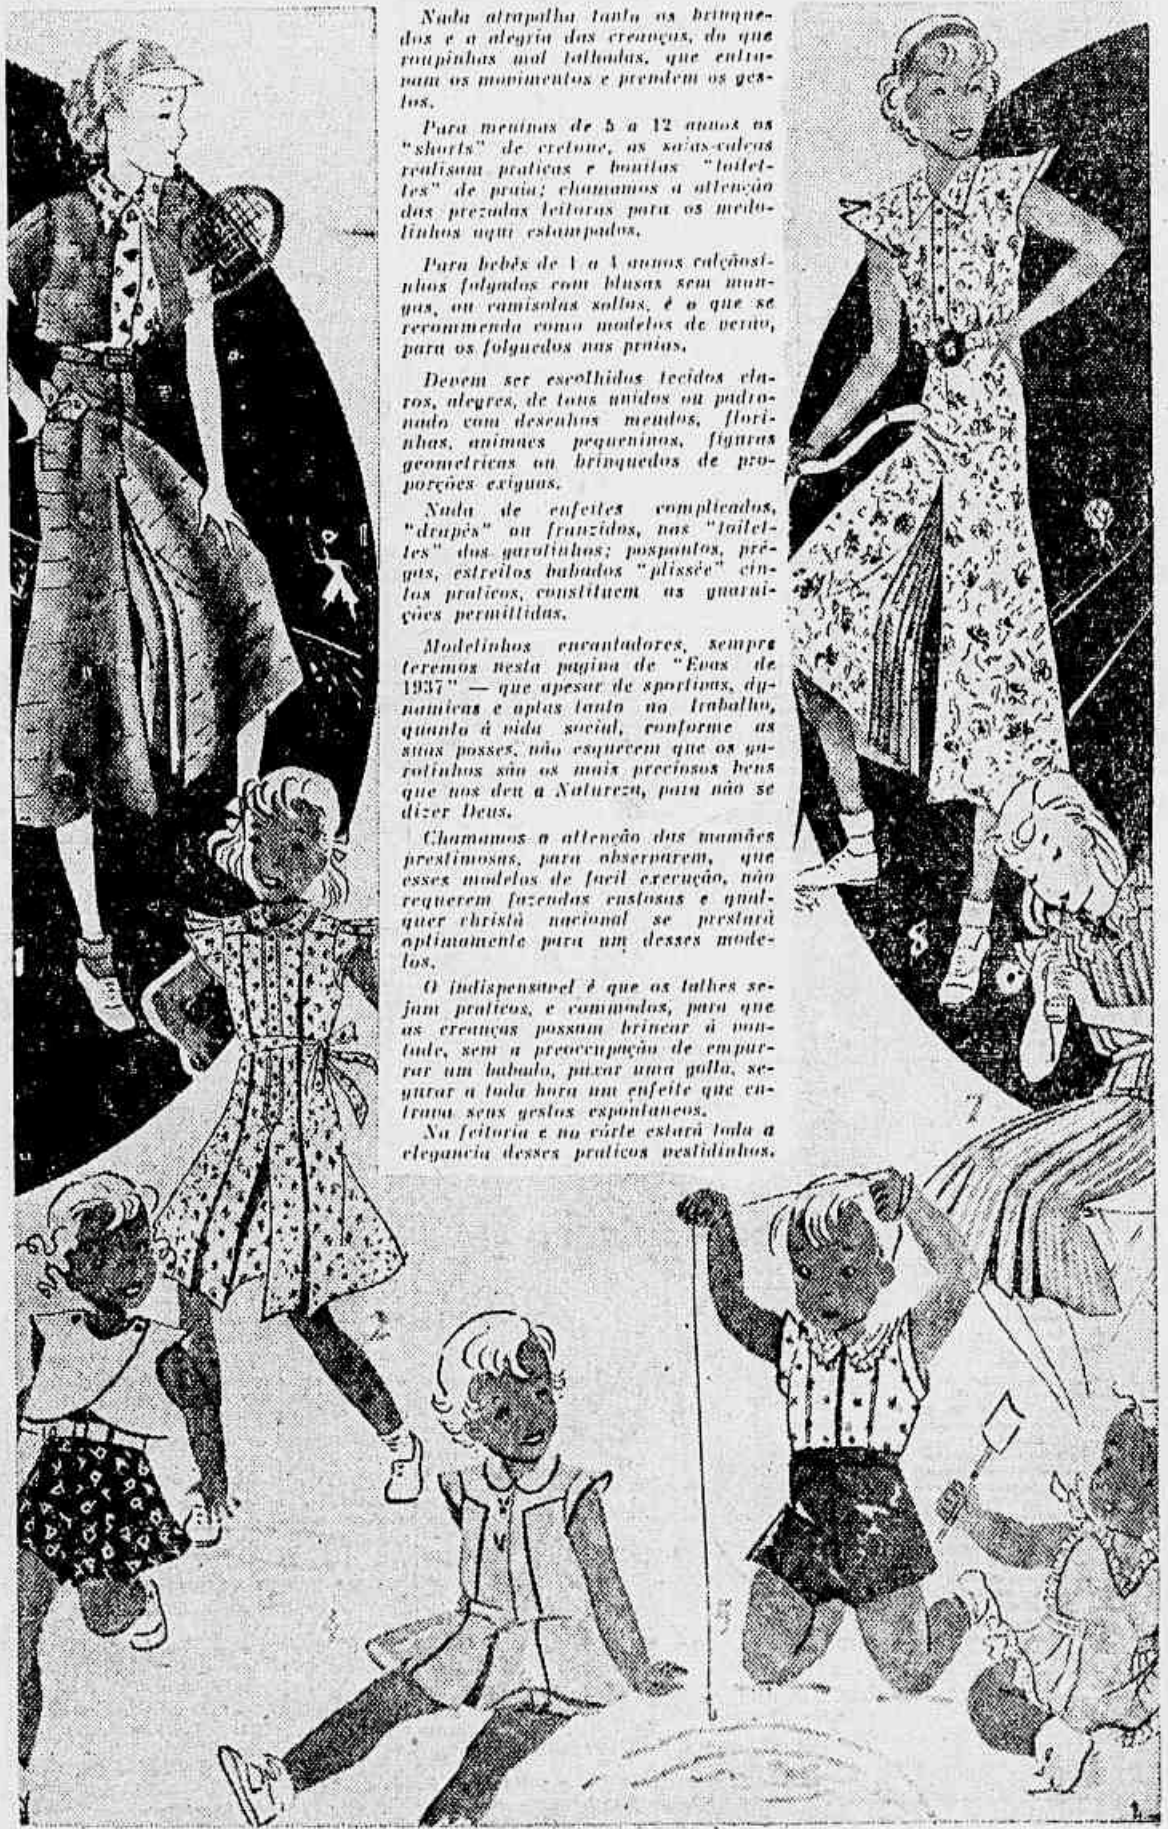 Nada atrapalha tanto os brinque-
dos e a alegria das creanças, do que
roupinhas mal talhadas, que entra-
vam os movimentos e prendem os ges-
tos.
Para meninas de 5 a 12 annos os
"shorts" de cretone, as saias-calças
realisam praticas e bonitas "toilet-
tes" de praia; chamamos a attenção
das prezadas leitoras para os modo-
linhos aqui estampados.
Para bebês de 1 a 4 annos calçõesi-
nhos folgados com blusas sem man-
gas, ou camisolas soltas, é o que se
recommenda como modelos de verão,
para os folguedos nas praias.
Devem ser escolhidos tecidos cla-
ros, alegres, de tons unidos ou padro-
nado com desenhos meudos, flori-
nhas, animaes pequeninos, figuras
geometricas ou brinquedos de pro-
porções exiguas.
Nada de enfeites complicados,
"drapés" ou franzidos, nas "toilet-
tes" dos garotinhos; pospontos, pré-
gas, estreitos babados "plissée" cin-
tos praticos, constituem as guarni-
ções permittidas.
Modelinhos encantadores, sempre
teremos nesta pagina de "Evas de
1937" — que apesar de sportivas, dy-
namicas e aptas tanto ao trabalho,
quanto á vida social, conforme as
suas posses, não esquecem que os ga-
rotinhos são os mais preciosos bens
que nos deu a Natureza, para não se
dizer Deus.
Chamamos a attenção das mamães
prestimosas, para observarem, que
esses modelos de facil execução, não
requerem fazendas custosas e qual-
quer christã nacional se prestará
optimamente para um desses mode-
los.
O indispensavel é que os talhes se-
jam praticos, e commodos, para que
as creanças possam brincar á von-
tade, sem a preoccupação de empur-
rar um babado, puxar uma golla, se-
gurar a toda hora um enfeite que en-
trava seus gestos espontaneos.
Na feitoria e no córte estará toda a
elegancia desses praticos vestidinhos.
8
7
2
5